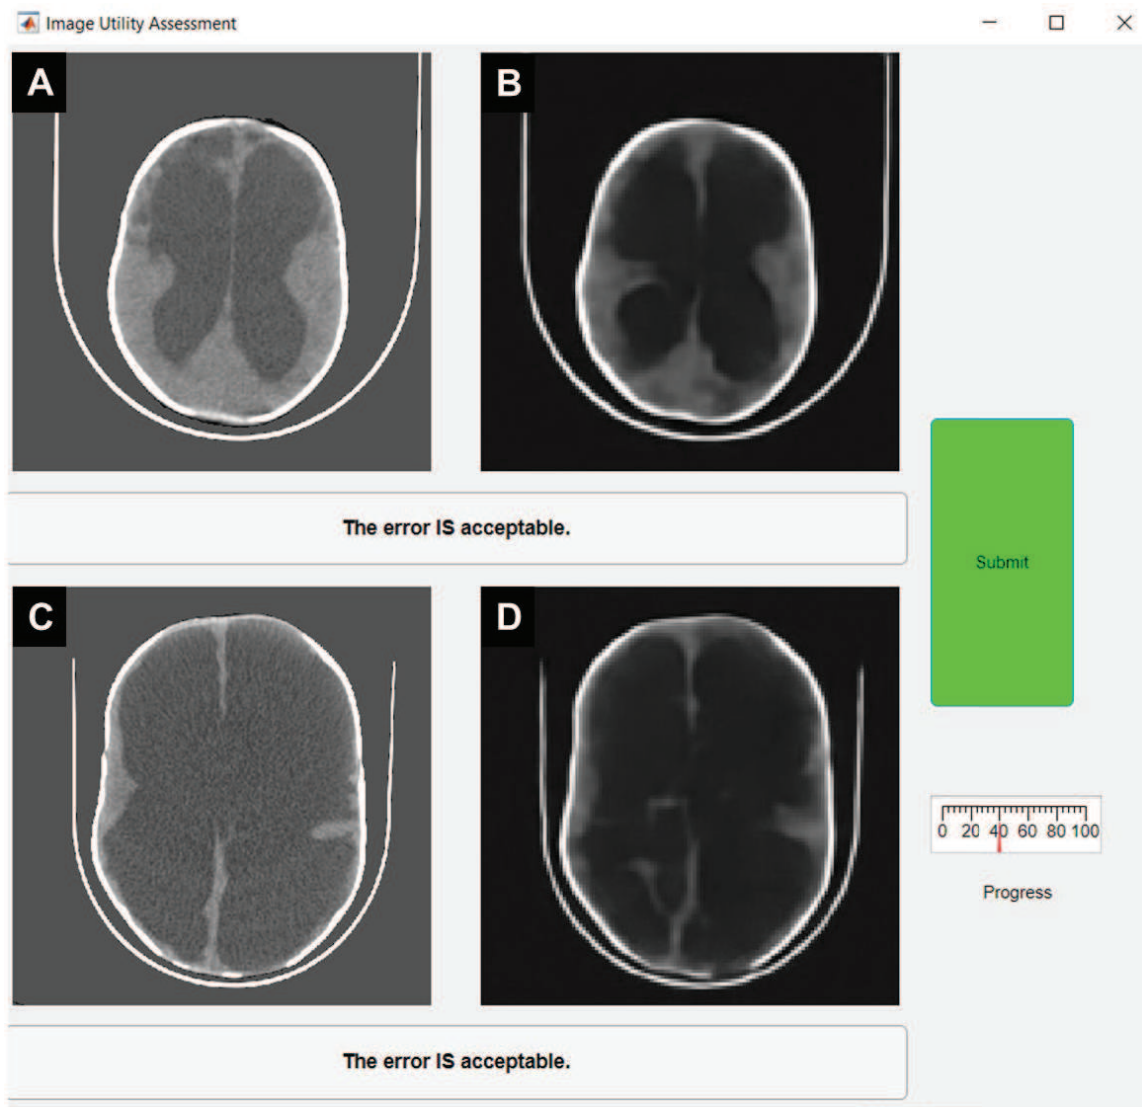 Image Utility Assessment
A
B
The error IS acceptable.
C
D
The error IS acceptable.
Submit
0 20 40 60 80 100
Progress